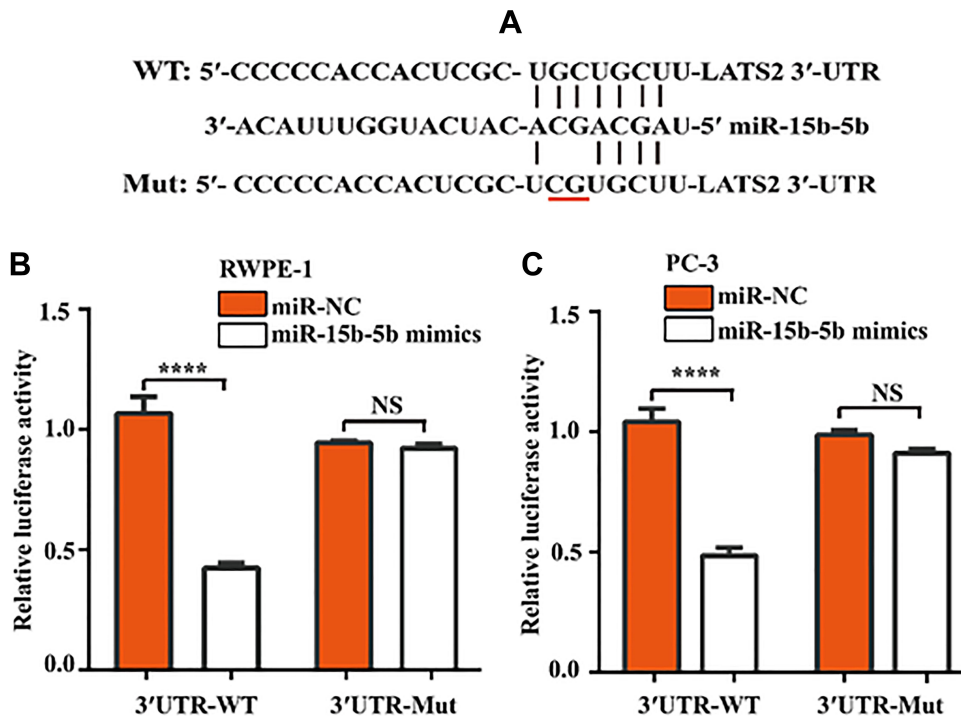 A
WT: 5′-CCCCCACCACUCGC- UGCUGCUU-LATS2 3′-UTR
3′-ACAUUUGGUACUAC-ACGACGAU-5′ miR-15b-5b
Mut: 5′- CCCCCACCACUCGC-UCGUGCUU-LATS2 3′-UTR
B
RWPE-1
miR-NC
miR-15b-5b mimics
Relative luciferase activity
1.5
1.0
0.5
0.0
****
NS
3′UTR-WT 3′UTR-Mut
C
PC-3
miR-NC
miR-15b-5b mimics
Relative luciferase activity
1.5
1.0
0.5
0.0
****
NS
3′UTR-WT 3′UTR-Mut